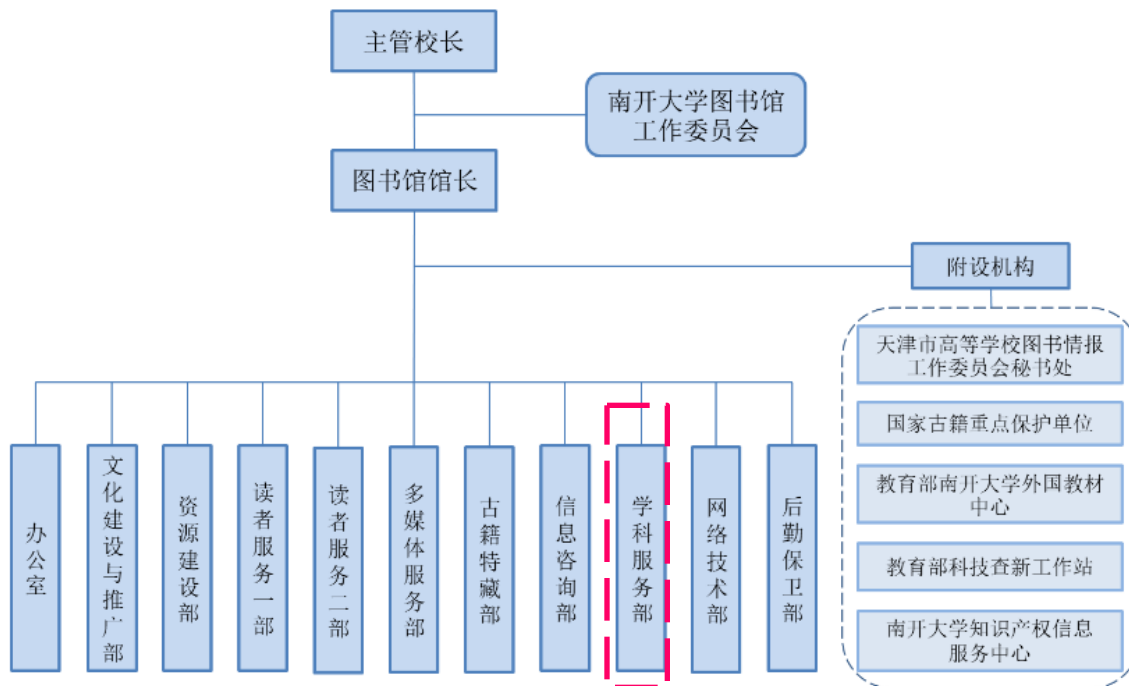 主管校长
南开大学图书馆
工作委员会
图书馆馆长
附设机构
天津市高等学校图书情报
工作委员会秘书处
国家古籍重点保护单位
教育部南开大学外国教材
中心
教育部科技查新工作站
南开大学知识产权信息
服务中心
办公室
文化建设与推广部
资源建设部
读者服务一部
读者服务二部
多媒体服务部
古籍特藏部
信息咨询部
学科服务部
网络技术部
后勤保卫部